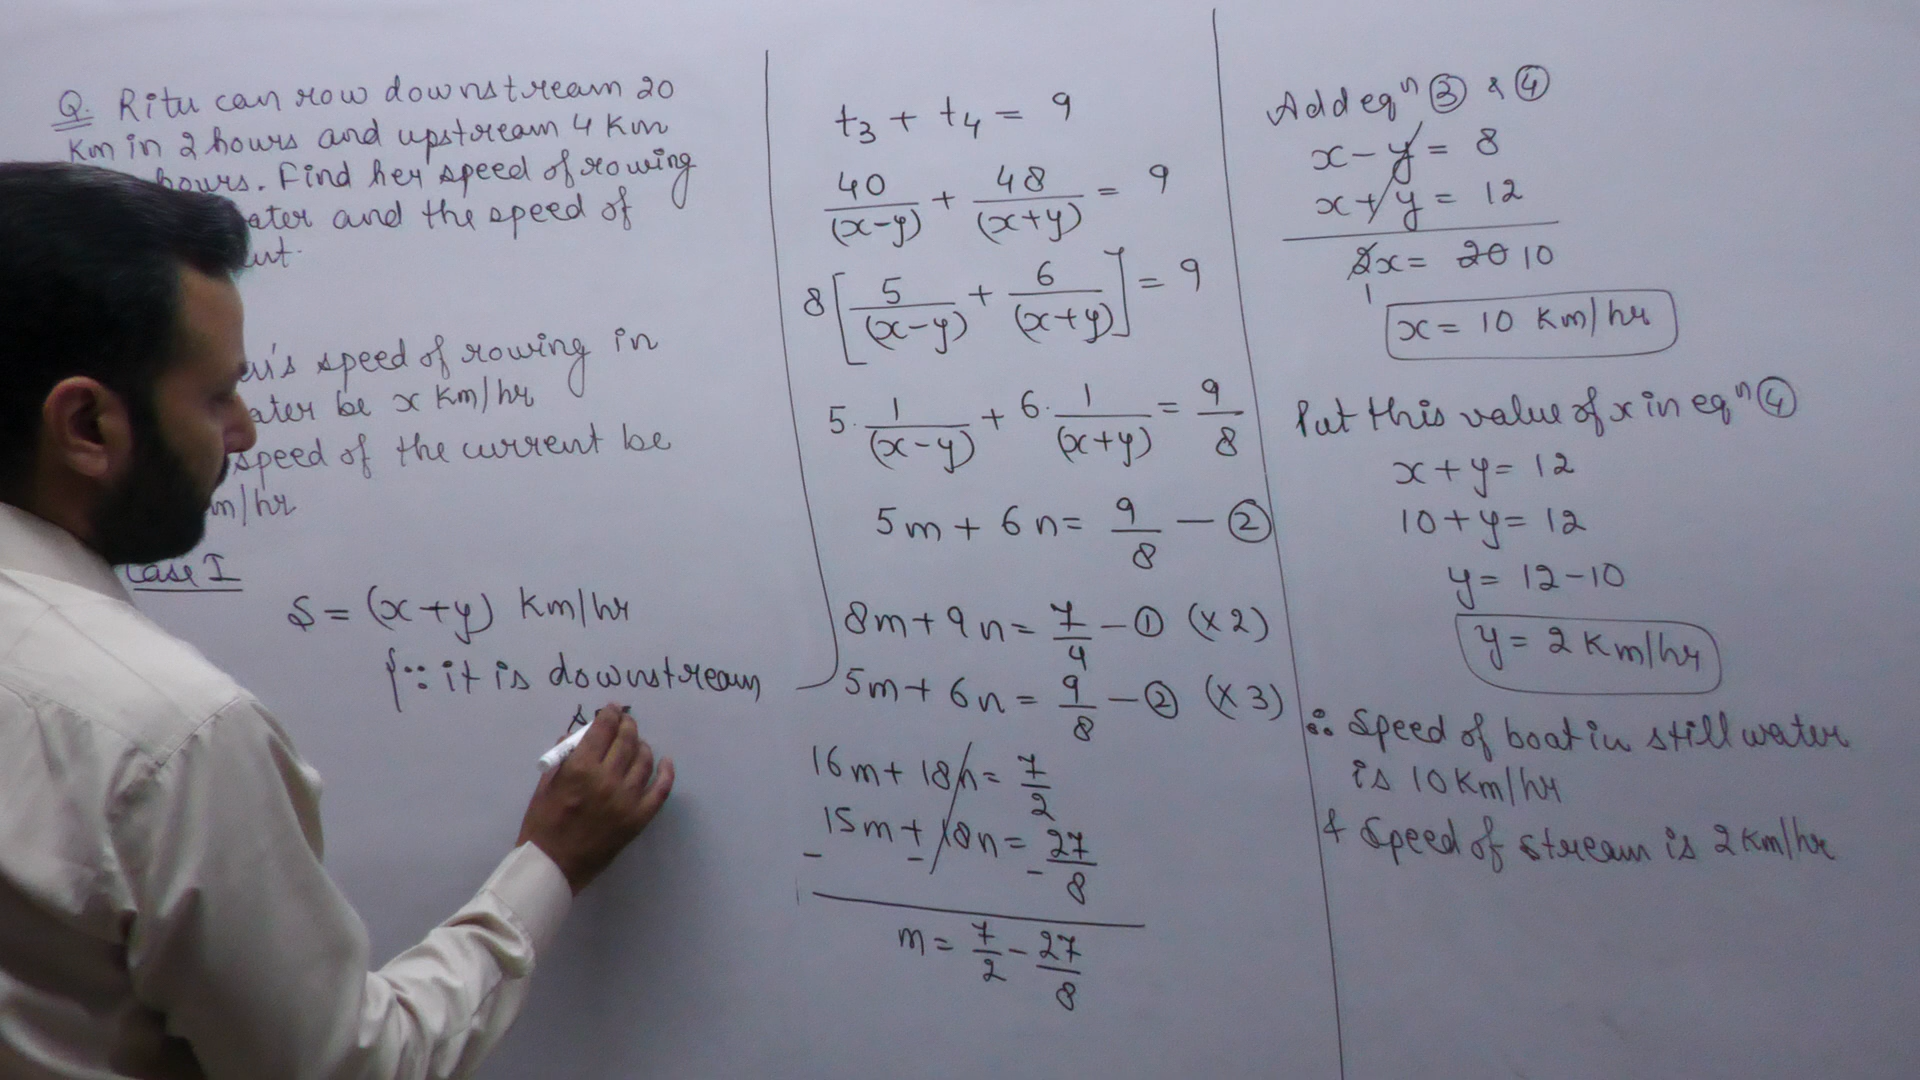 Q. Ritu can row downstream 20
Km in 2 hours and upstream 4 Km
hours. Find her speed of rowing
ater and the speed of
speed of rowing in
ater be x Km/hr
speed of the current be
m/hr
Case I
S = (x+y) Km/hr
{∵ it is downstream
t₃ + t₄ = 9
40/(x-y) + 48/(x+y) = 9
8[5/(x-y) + 6/(x+y)] = 9
5. 1/(x-y) + 6. 1/(x+y) = 9/8
5m + 6n = 9/8 — ②
8m + 9n = 7/4 — ① (×2)
5m + 6n = 9/8 — ② (×3)
16m + 18n = 7/2
15m + 18n = 27/8
- - -
m = 7/2 - 27/8
Add eqⁿ ③ & ④
x - y = 8
x + y = 12
2x = 20 10
1
x = 10 Km/hr
Put this value of x in eqⁿ ④
x + y = 12
10 + y = 12
y = 12-10
y = 2 Km/hr
∴ Speed of boat in still water
is 10 Km/hr
& Speed of stream is 2 Km/hr